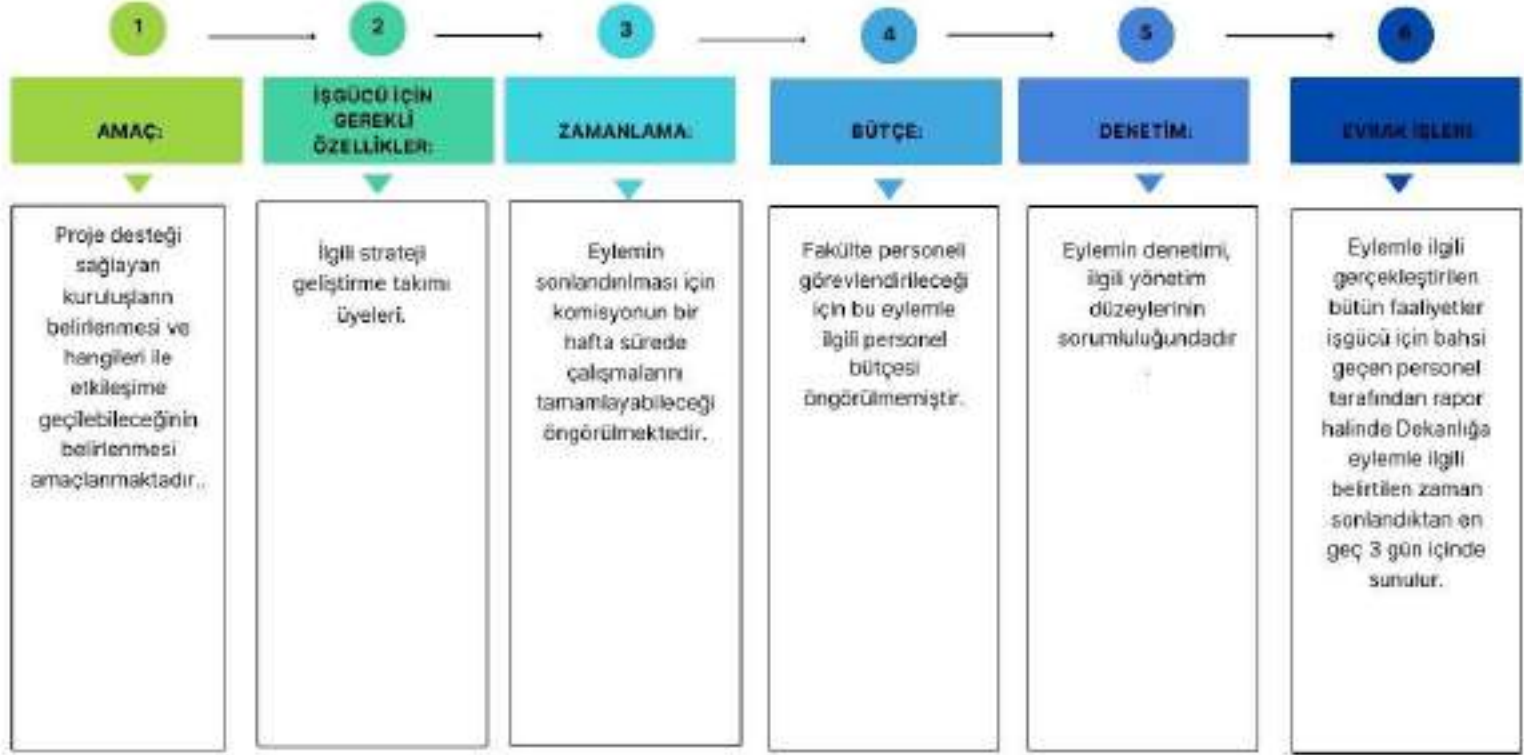 1
2
3
4
5
6
AMAÇ:
İŞGÜCÜ İÇİN
GEREKLİ
ÖZELLİKLER:
ZAMANLAMA:
BÜTÇE:
DENETİM:
EVRAK İŞLERİ:
Proje desteği
sağlayan
kuruluşların
belirlenmesi ve
hangileri ile
etkileşime
geçilebileceğinin
belirlenmesi
amaçlanmaktadır..
İlgili strateji
geliştirme takımı
üyeleri.
Eylemin
sonlandırılması için
komisyonun bir
hafta sürede
çalışmalarını
tamamlayabileceği
öngörülmektedir.
Fakülte personeli
görevlendirileceği
için bu eylemle
ilgili personel
bütçesi
öngörülmemiştir.
Eylemin denetimi,
ilgili yönetim
düzeylerinin
sorumluluğundadır
.
Eylemle ilgili
gerçekleştirilen
bütün faaliyetler
işgücü için bahsi
geçen personel
tarafından rapor
halinde Dekanlığa
eylemle ilgili
belirtilen zaman
sonlandıktan en
geç 3 gün içinde
sunulur.